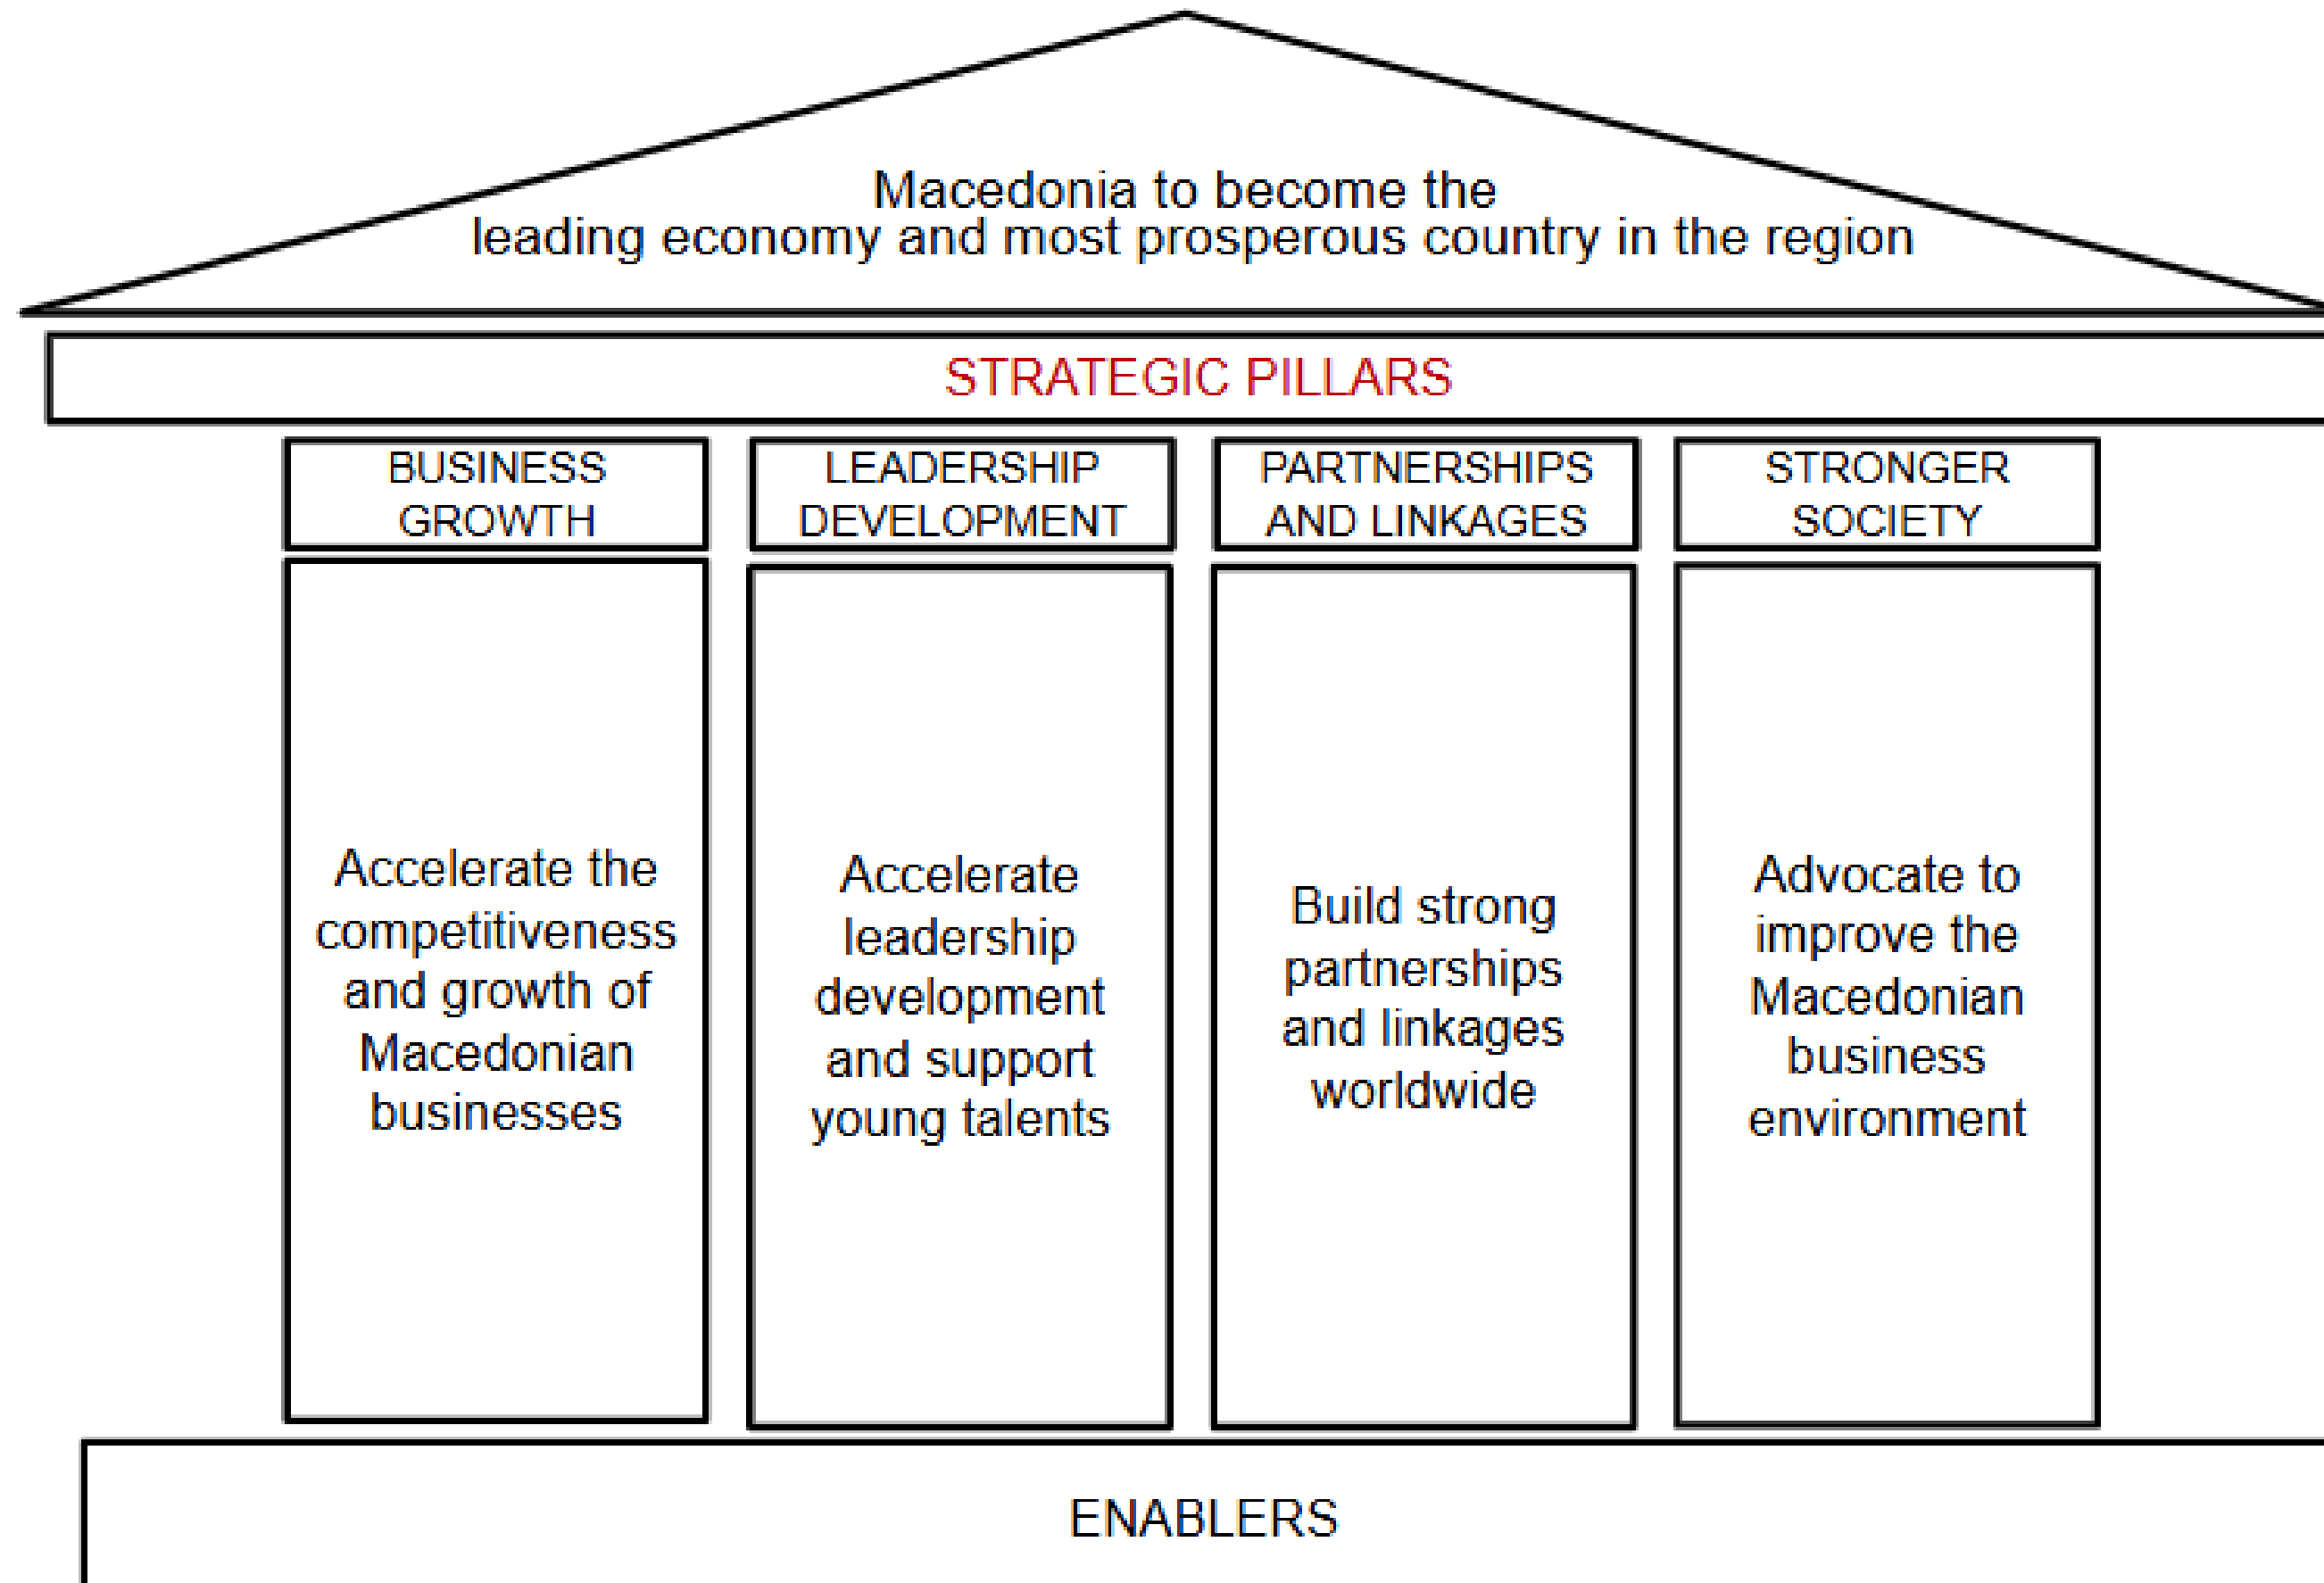 Macedonia to become the
leading economy and most prosperous country in the region
STRATEGIC PILLARS
BUSINESS
GROWTH
LEADERSHIP
DEVELOPMENT
PARTNERSHIPS
AND LINKAGES
STRONGER
SOCIETY
Accelerate the
competitiveness
and growth of
Macedonian
businesses
Accelerate
leadership
development
and support
young talents
Build strong
partnerships
and linkages
worldwide
Advocate to
improve the
Macedonian
business
environment
ENABLERS